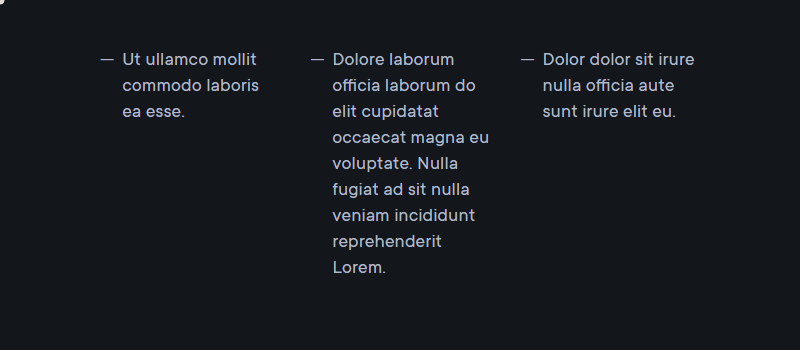 — Ut ullamco mollit
commodo laboris
ea esse.
— Dolore laborum
officia laborum do
elit cupidatat
occaecat magna eu
voluptate. Nulla
fugiat ad sit nulla
veniam incididunt
reprehenderit
Lorem.
— Dolor dolor sit irure
nulla officia aute
sunt irure elit eu.